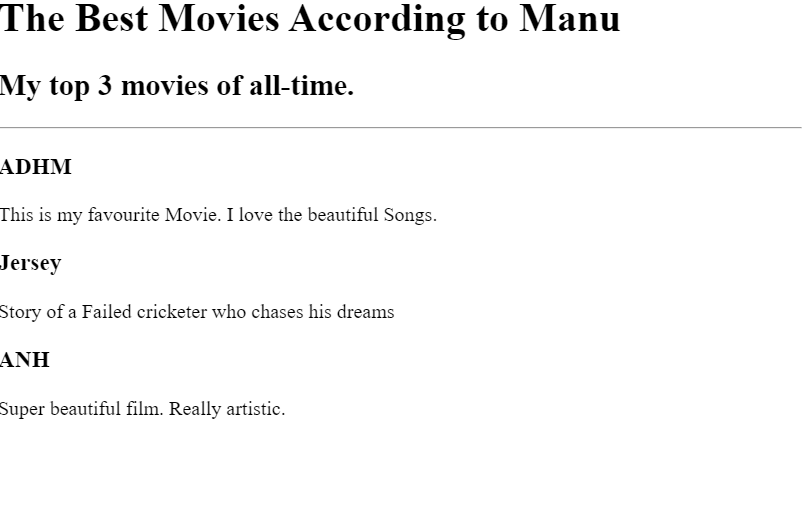 The Best Movies According to Manu
My top 3 movies of all-time.
ADHM
This is my favourite Movie. I love the beautiful Songs.
Jersey
Story of a Failed cricketer who chases his dreams
ANH
Super beautiful film. Really artistic.